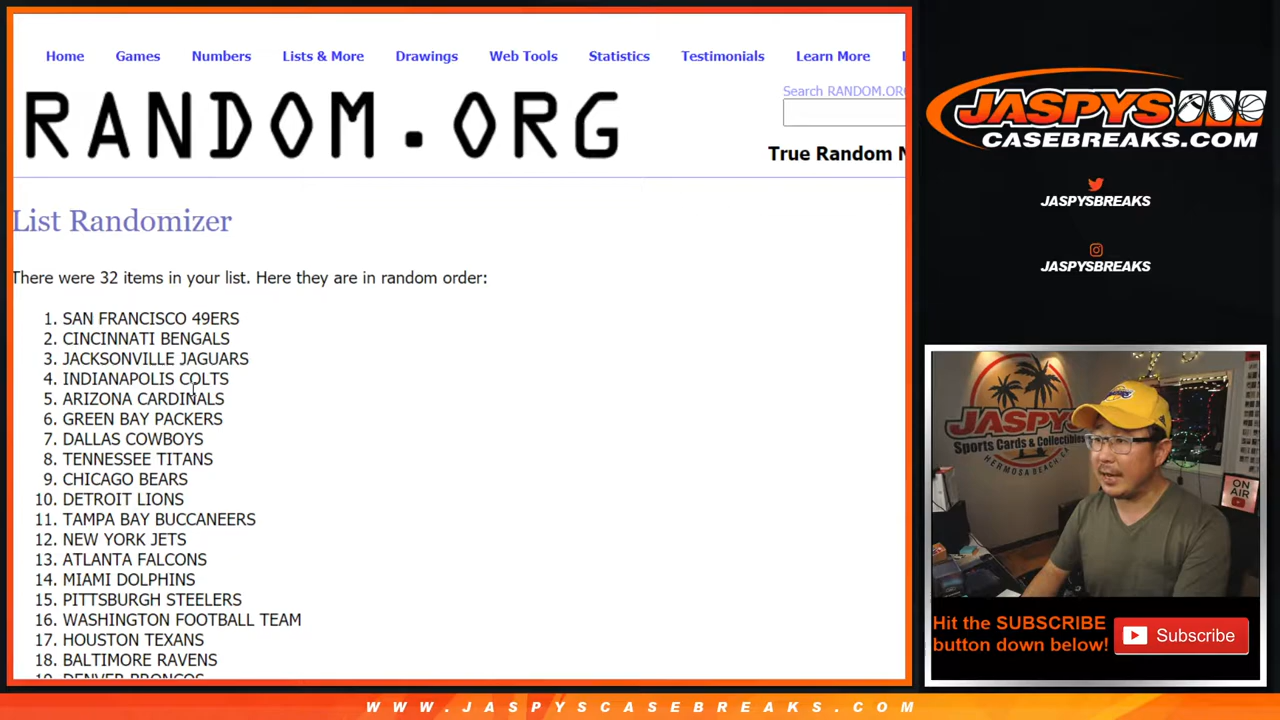 Home Games Numbers Lists & More Drawings Web Tools Statistics Testimonials Learn More
RANDOM.ORG
Search RANDOM.ORG
True Random N
List Randomizer
There were 32 items in your list. Here they are in random order:
1. SAN FRANCISCO 49ERS
2. CINCINNATI BENGALS
3. JACKSONVILLE JAGUARS
4. INDIANAPOLIS COLTS
5. ARIZONA CARDINALS
6. GREEN BAY PACKERS
7. DALLAS COWBOYS
8. TENNESSEE TITANS
9. CHICAGO BEARS
10. DETROIT LIONS
11. TAMPA BAY BUCCANEERS
12. NEW YORK JETS
13. ATLANTA FALCONS
14. MIAMI DOLPHINS
15. PITTSBURGH STEELERS
16. WASHINGTON FOOTBALL TEAM
17. HOUSTON TEXANS
18. BALTIMORE RAVENS
19. DENVER BRONCOS
JASPYS
CASEBREAKS.COM
JASPYSBREAKS
JASPYSBREAKS
JASPYS
Sports Cards & Collectibles
HERMOSA BEACH, CA
ON AIR
Hit the SUBSCRIBE
button down below!
Subscribe
WWW.JASPYSCASEBREAKS.COM